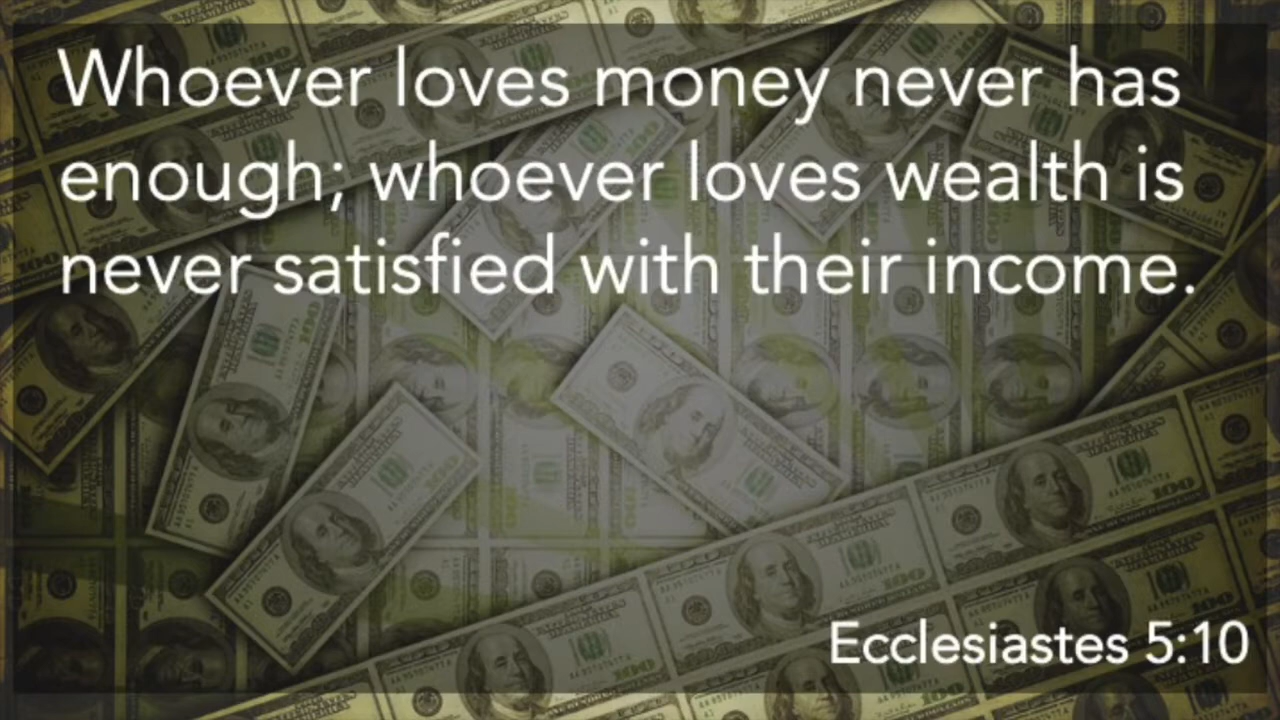 Whoever loves money never has
enough; whoever loves wealth is
never satisfied with their income.
Ecclesiastes 5:10